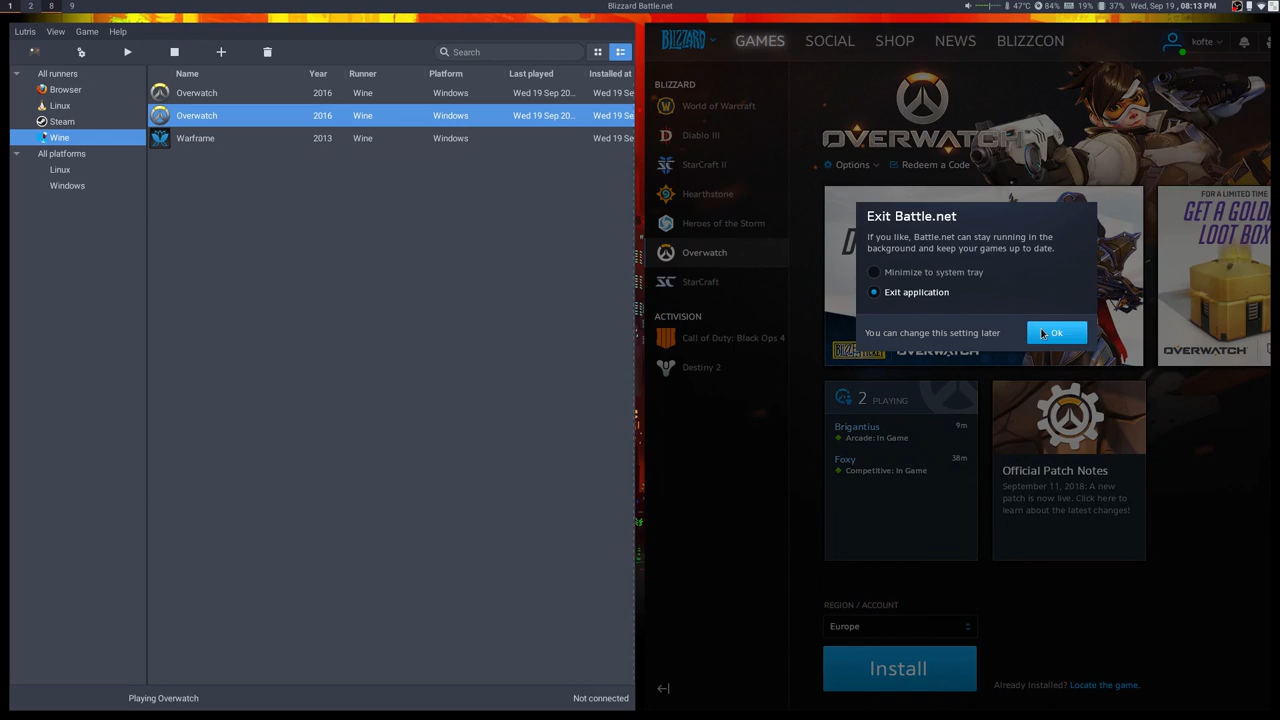 1 2 8 9
Blizzard Battle.net
47°C 84% 19% 37% Wed, Sep 19, 08:13 PM
Lutris View Game Help
Search
All runners
Browser
Linux
Steam
Wine
All platforms
Linux
Windows
Name Year Runner Platform Last played Installed at
Overwatch 2016 Wine Windows Wed 19 Sep 20... Wed 19 Se
Overwatch 2016 Wine Windows Wed 19 Sep 20... Wed 19 Se
Warframe 2013 Wine Windows Wed 19 Se
Playing Overwatch
Not connected
BLIZZARD
GAMES SOCIAL SHOP NEWS BLIZZCON
kofte
BLIZZARD
World of Warcraft
Diablo III
StarCraft II
Hearthstone
Heroes of the Storm
Overwatch
StarCraft
ACTIVISION
Call of Duty: Black Ops 4
Destiny 2
OVERWATCH
Options
Redeem a Code
FOR A LIMITED TIME
GET A GOLD
LOOT BOX
OVERWATCH
Exit Battle.net
If you like, Battle.net can stay running in the
background and keep your games up to date.
Minimize to system tray
Exit application
You can change this setting later
Ok
2 PLAYING
Brigantius 9m
Arcade: In Game
Foxy 38m
Competitive: In Game
Official Patch Notes
September 11, 2018: A new
patch is now live. Click here to
learn about the latest changes!
REGION / ACCOUNT
Europe
Install
Already Installed? Locate the game.